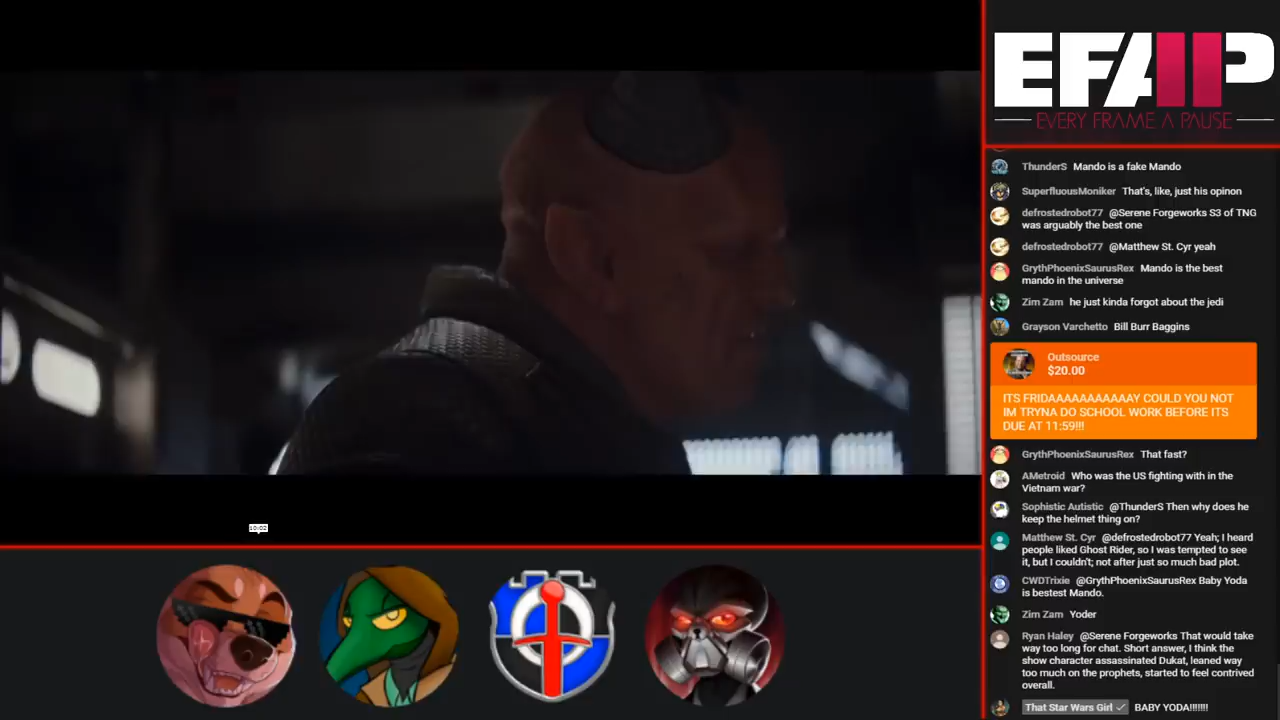 EFAP
EVERY FRAME A PAUSE
ThunderS Mando is a fake Mando
SuperfluousMoniker That's, like, just his opinon
defrostedrobot77 @Serene Forgeworks S3 of TNG
was arguably the best one
defrostedrobot77 @Matthew St. Cyr yeah
GrythPhoenixSaurusRex Mando is the best
mando in the universe
Zim Zam he just kinda forgot about the jedi
Grayson Varchetto Bill Burr Baggins
Outsource
$20.00
ITS FRIDAAAAAAAAAAAY COULD YOU NOT
IM TRYNA DO SCHOOL WORK BEFORE ITS
DUE AT 11:59!!!
GrythPhoenixSaurusRex That fast?
AMetroid Who was the US fighting with in the
Vietnam war?
Sophistic Autistic @ThunderS Then why does he
keep the helmet thing on?
Matthew St. Cyr @defrostedrobot77 Yeah; I heard
people liked Ghost Rider, so I was tempted to see
it, but I couldn't; not after just so much bad plot.
CWDTrixie @GrythPhoenixSaurusRex Baby Yoda
is bestest Mando.
Zim Zam Yoder
Ryan Haley @Serene Forgeworks That would take
way too long for chat. Short answer, I think the
show character assassinated Dukat, leaned way
too much on the prophets, started to feel contrived
overall.
That Star Wars Girl BABY YODA!!!!!!!
10:02